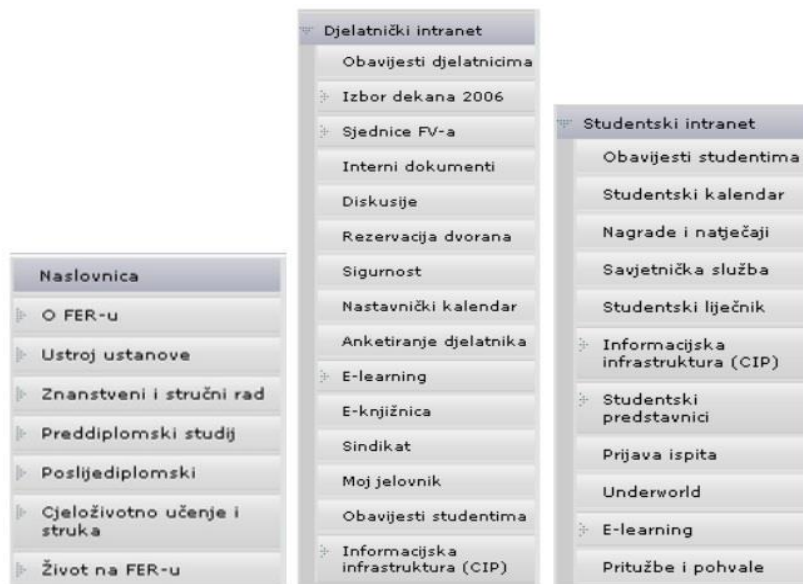 Naslovnica
O FER-u
Ustroj ustanove
Znanstveni i stručni rad
Preddiplomski studij
Poslijediplomski
Cjeloživotno učenje i
struka
Život na FER-u
Djelatnički intranet
Obavijesti djelatnicima
Izbor dekana 2006
Sjednice FV-a
Interni dokumenti
Diskusije
Rezervacija dvorana
Sigurnost
Nastavnički kalendar
Anketiranje djelatnika
E-learning
E-knjižnica
Sindikat
Moj jelovnik
Obavijesti studentima
Informacijska
infrastruktura (CIP)
Studentski intranet
Obavijesti studentima
Studentski kalendar
Nagrade i natječaji
Savjetnička služba
Studentski liječnik
Informacijska
infrastruktura (CIP)
Studentski
predstavnici
Prijava ispita
Underworld
E-learning
Pritužbe i pohvale